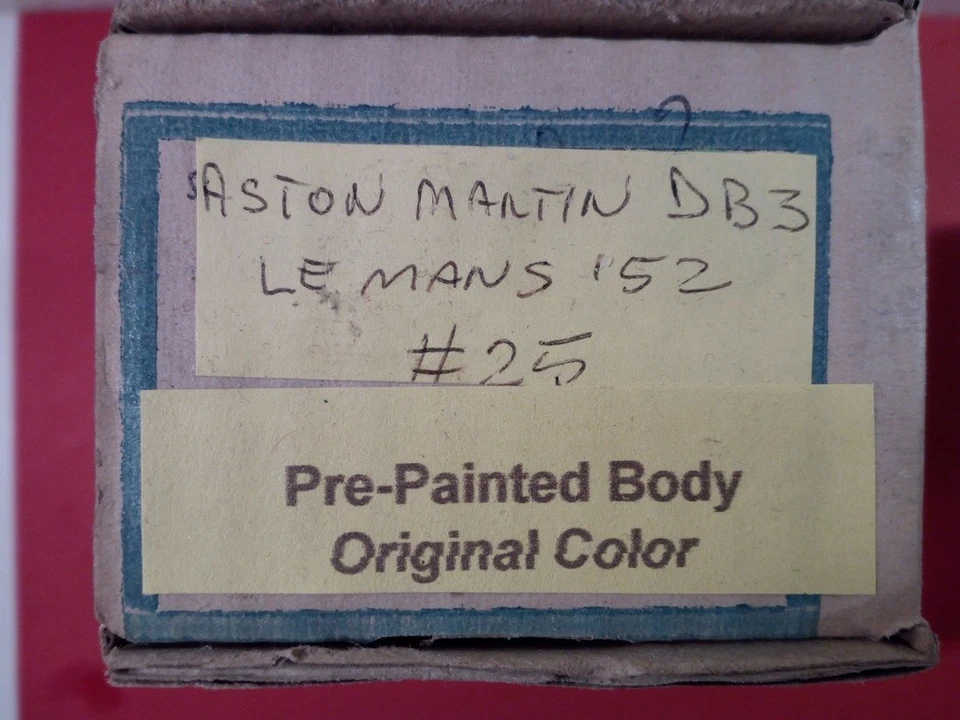 ASTON MARTIN DB3
LE MANS '52
#25
Pre-Painted Body
Original Color